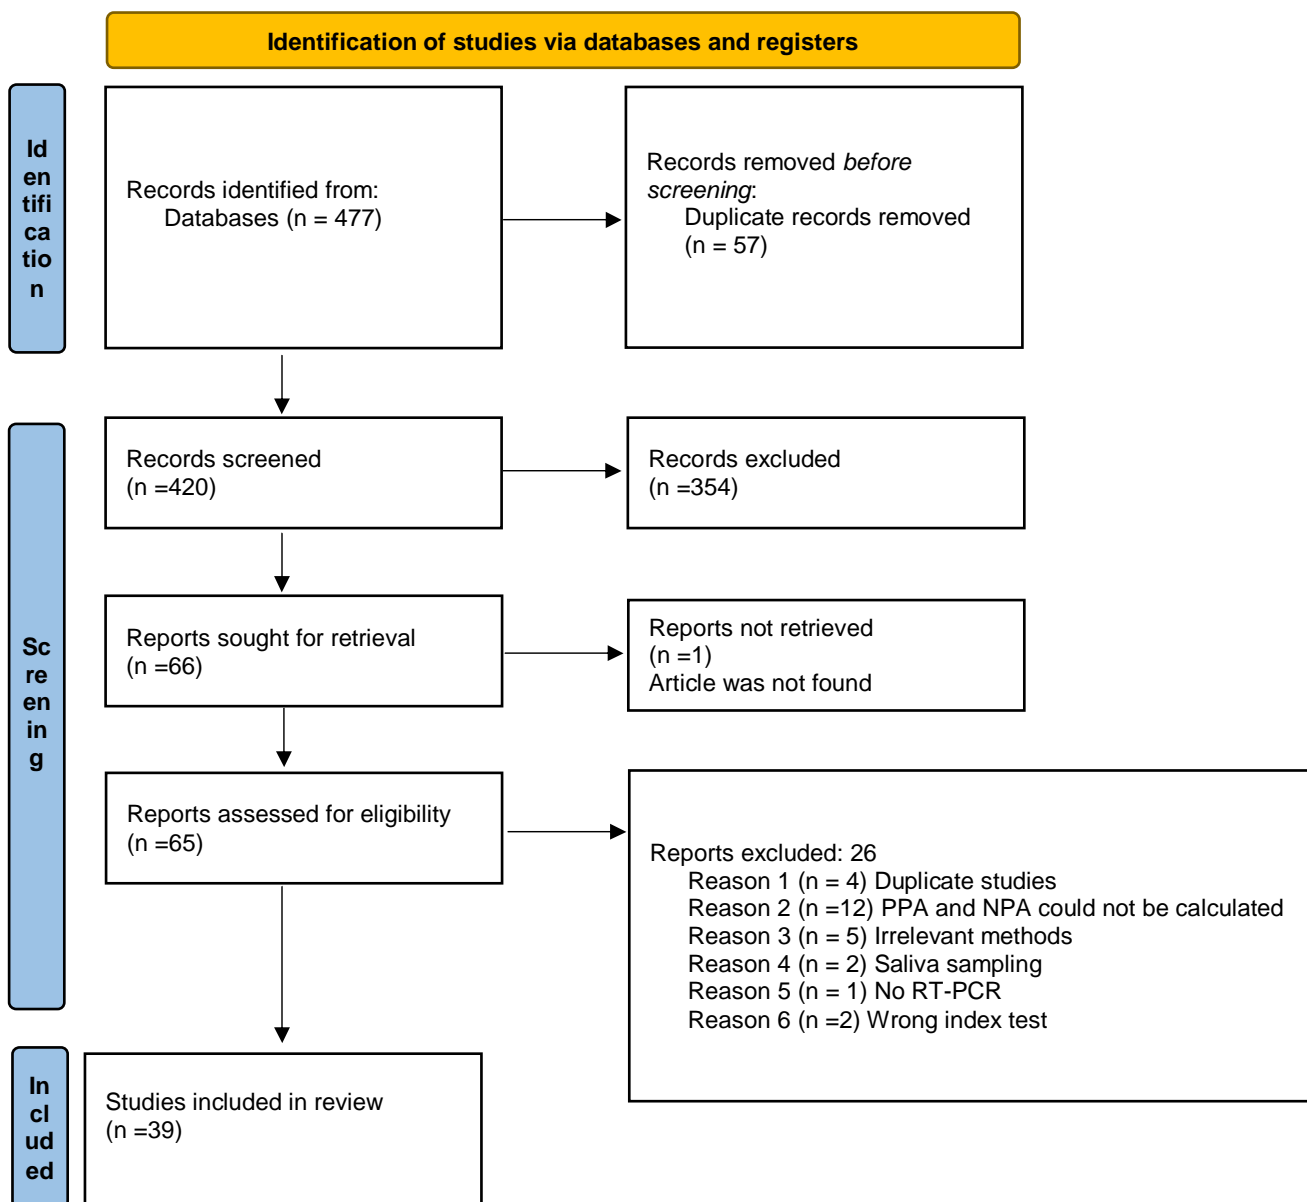 Identification of studies via databases and registers
Id
en
tifi
ca
tio
n
Records identified from:
Databases (n = 477)
Records removed before
screening:
Duplicate records removed
(n = 57)
Sc
re
en
in
g
Records screened
(n =420)
Records excluded
(n =354)
Reports sought for retrieval
(n =66)
Reports not retrieved
(n =1)
Article was not found
Reports assessed for eligibility
(n =65)
Reports excluded: 26
Reason 1 (n = 4) Duplicate studies
Reason 2 (n =12) PPA and NPA could not be calculated
Reason 3 (n = 5) Irrelevant methods
Reason 4 (n = 2) Saliva sampling
Reason 5 (n = 1) No RT-PCR
Reason 6 (n =2) Wrong index test
In
cl
ud
ed
Studies included in review
(n =39)